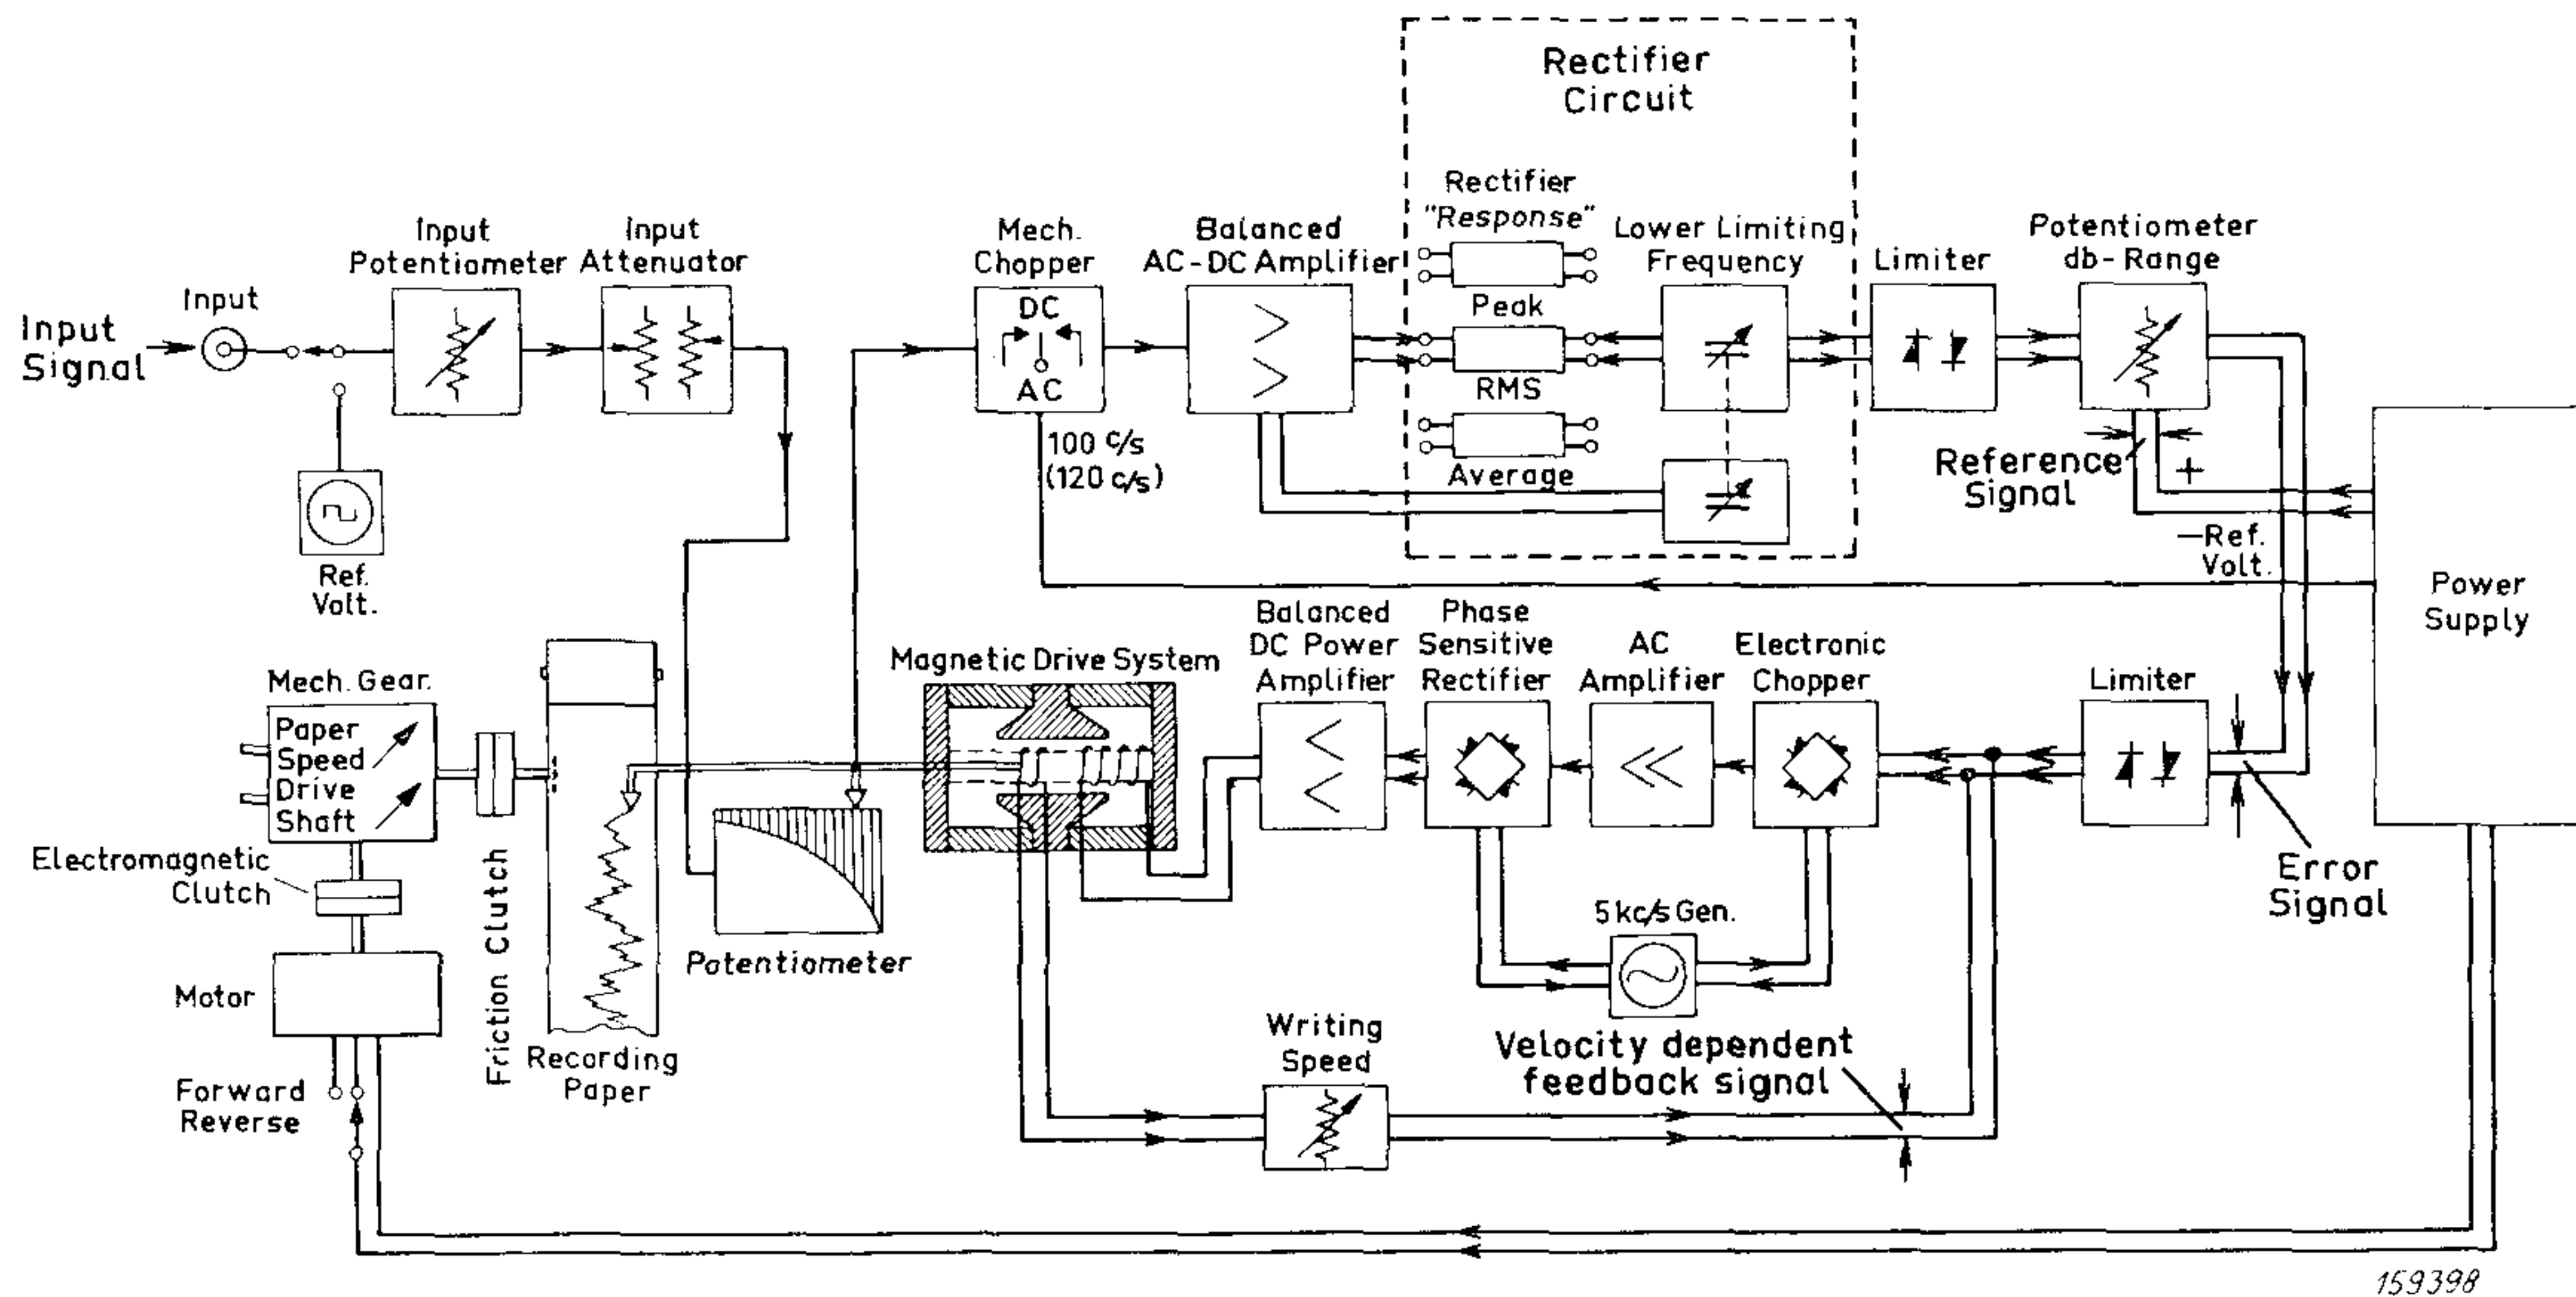 Rectifier
Circuit
Rectifier
"Response"
Peak
RMS
Average
Lower Limiting
Frequency
Input
Signal
Input
Input
Potentiometer
Input
Attenuator
Ref.
Volt.
Mech.
Chopper
DC
AC
100 c/s
(120 c/s)
Balanced
AC-DC Amplifier
Limiter
Potentiometer
db-Range
Reference
Signal
+
—Ref.
Volt.
Power
Supply
Mech. Gear.
Paper
Speed
Drive
Shaft
Electromagnetic
Clutch
Motor
Forward
Reverse
Friction Clutch
Recording
Paper
Potentiometer
Magnetic Drive System
Balanced
DC Power
Amplifier
Phase
Sensitive
Rectifier
AC
Amplifier
Electronic
Chopper
Limiter
Error
Signal
5 kc/s Gen.
Writing
Speed
Velocity dependent
feedback signal
159398